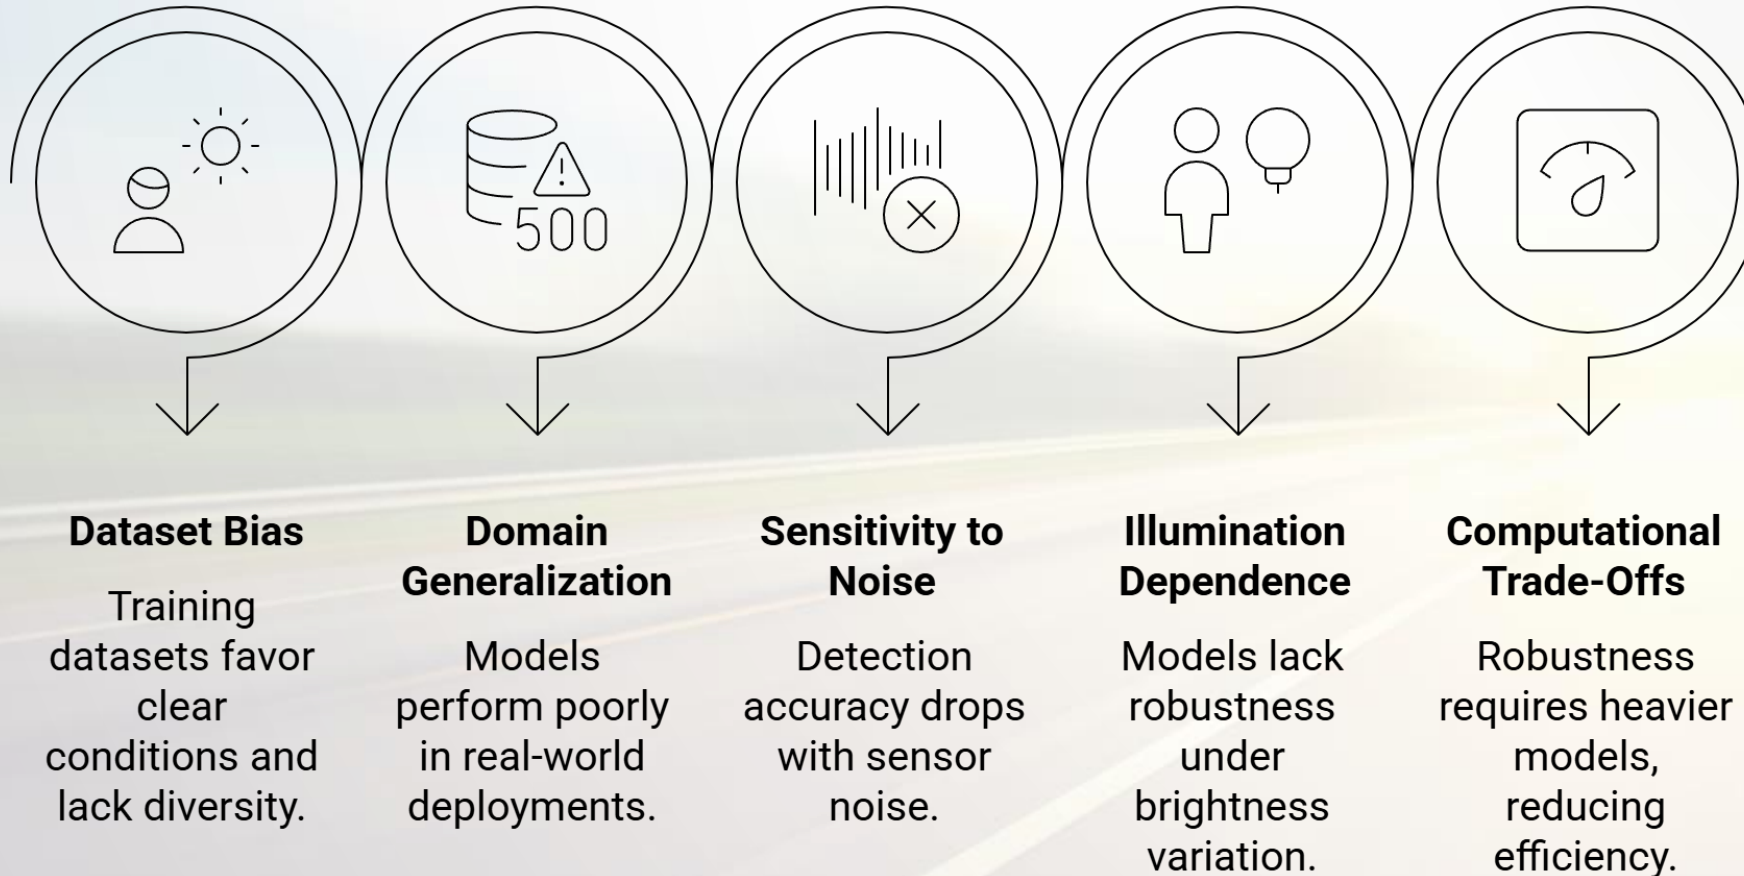 500
Dataset Bias
Training
datasets favor
clear
conditions and
lack diversity.
Domain
Generalization
Models
perform poorly
in real-world
deployments.
Sensitivity to
Noise
Detection
accuracy drops
with sensor
noise.
Illumination
Dependence
Models lack
robustness
under
brightness
variation.
Computational
Trade-Offs
Robustness
requires heavier
models,
reducing
efficiency.